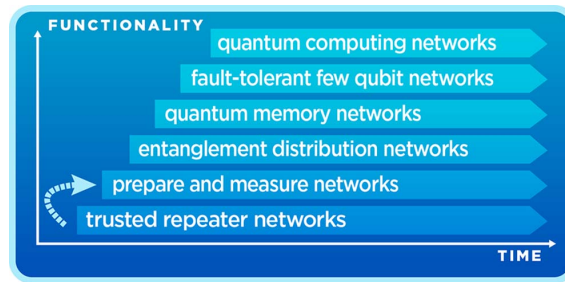 FUNCTIONALITY
quantum computing networks
fault-tolerant few qubit networks
quantum memory networks
entanglement distribution networks
prepare and measure networks
trusted repeater networks
TIME